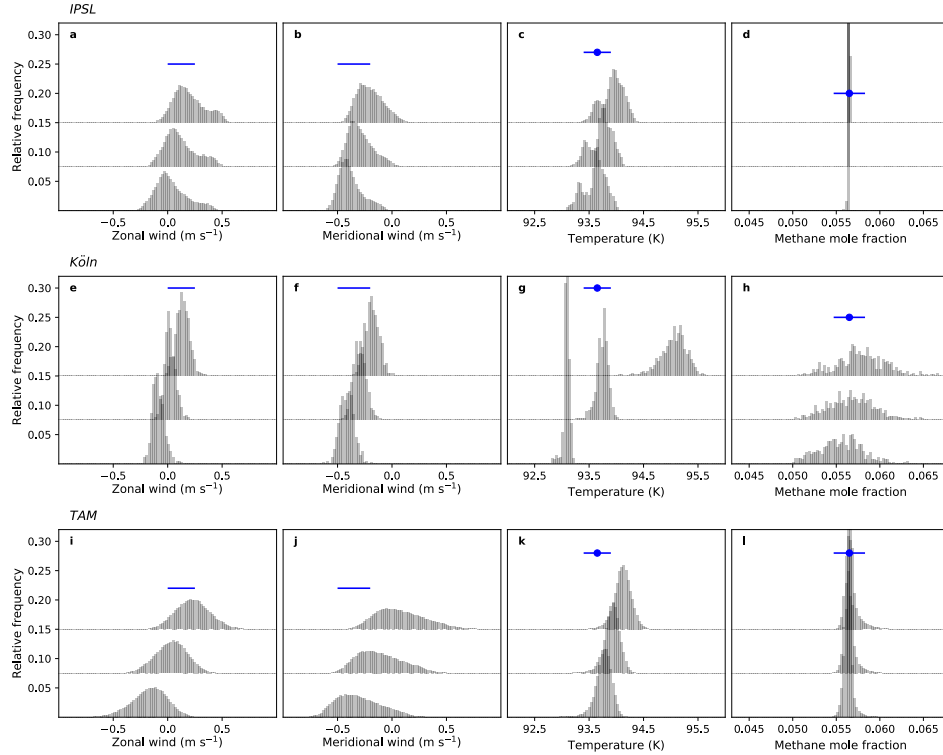 IPSL
a
b
c
d
Relative frequency
0.30
0.25
0.20
0.15
0.10
0.05
−0.5 0.0 0.5
−0.5 0.0 0.5
92.5 93.5 94.5 95.5
0.045 0.050 0.055 0.060 0.065
Zonal wind (m s⁻¹)
Meridional wind (m s⁻¹)
Temperature (K)
Methane mole fraction
Köln
e
f
g
h
Relative frequency
0.30
0.25
0.20
0.15
0.10
0.05
−0.5 0.0 0.5
−0.5 0.0 0.5
92.5 93.5 94.5 95.5
0.045 0.050 0.055 0.060 0.065
Zonal wind (m s⁻¹)
Meridional wind (m s⁻¹)
Temperature (K)
Methane mole fraction
TAM
i
j
k
l
Relative frequency
0.30
0.25
0.20
0.15
0.10
0.05
−0.5 0.0 0.5
−0.5 0.0 0.5
92.5 93.5 94.5 95.5
0.045 0.050 0.055 0.060 0.065
Zonal wind (m s⁻¹)
Meridional wind (m s⁻¹)
Temperature (K)
Methane mole fraction